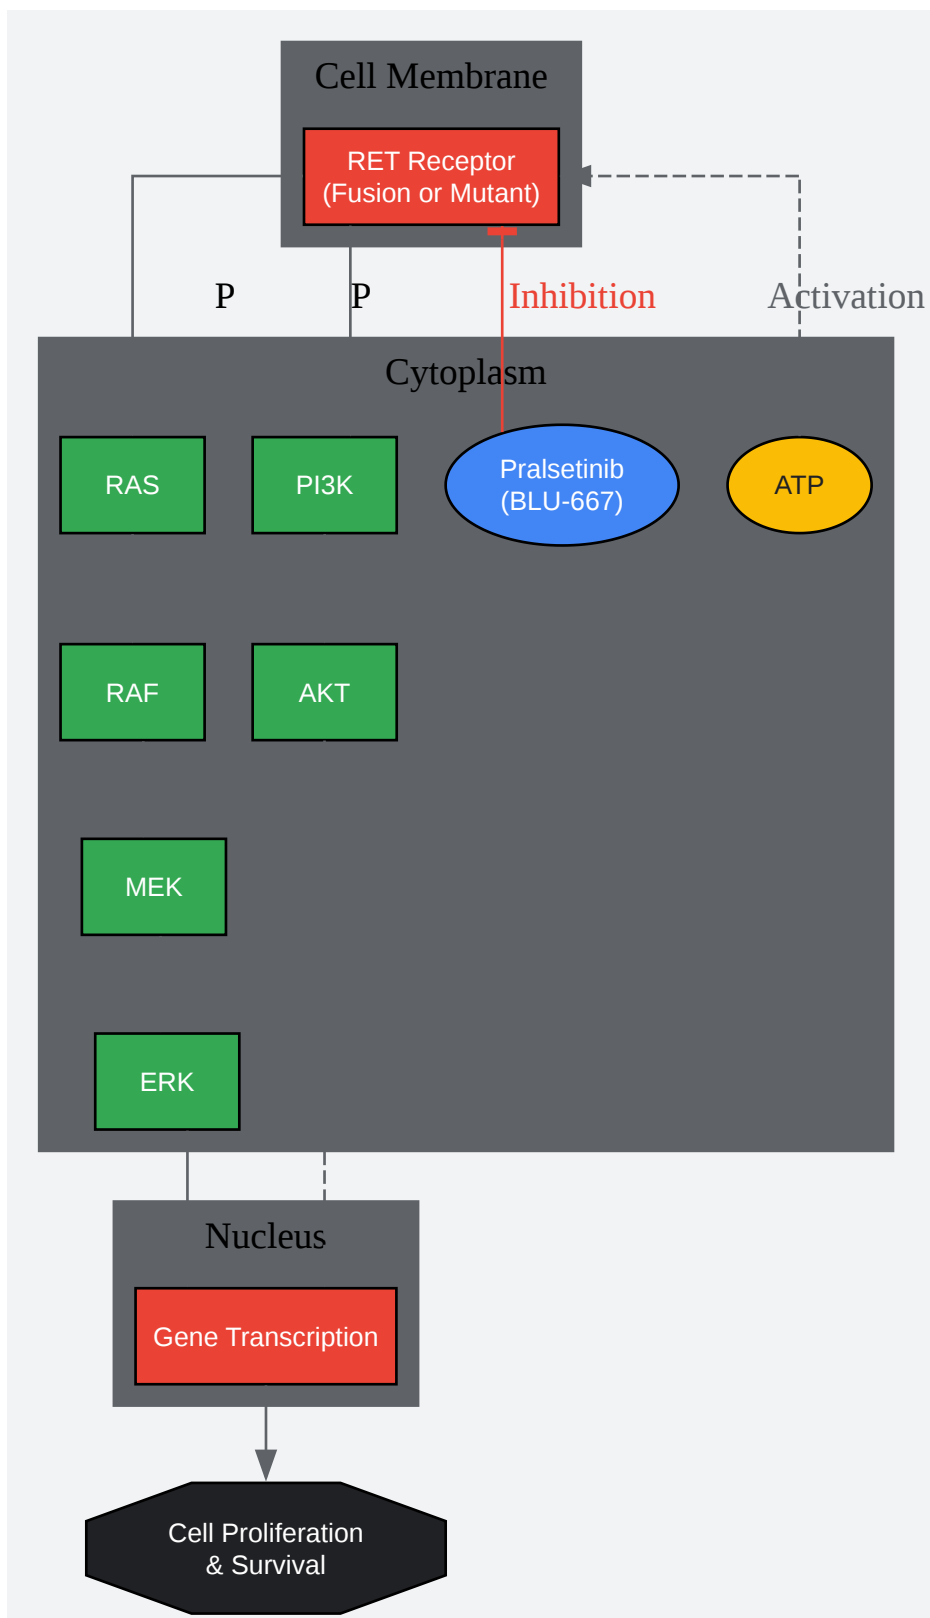 Cell Membrane
RET Receptor
(Fusion or Mutant)
P
P
Inhibition
Activation
Cytoplasm
RAS
PI3K
Pralsetinib
(BLU-667)
ATP
RAF
AKT
MEK
ERK
Nucleus
Gene Transcription
Cell Proliferation
& Survival